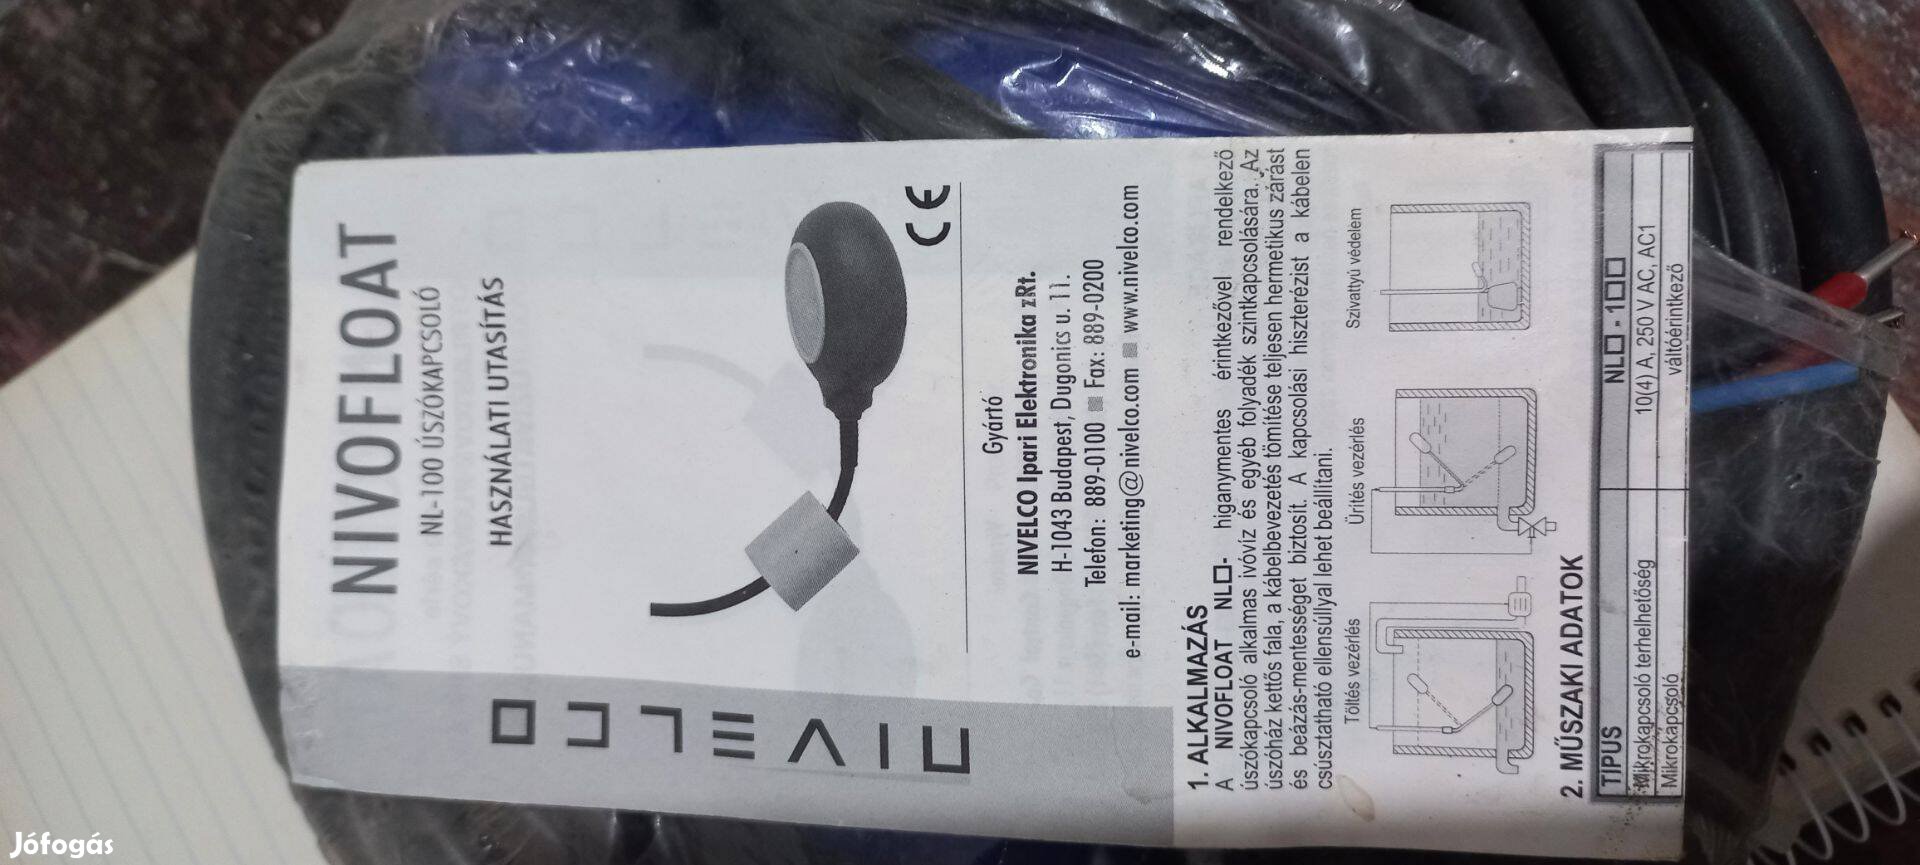 NIVELCO
NIVOFLOAT
NL-100 ÚSZÓKAPCSOLÓ
HASZNÁLATI UTASÍTÁS
CE
Gyártó
NIVELCO Ipari Elektronika zRt.
H-1043 Budapest, Dugonics u. 11.
Telefon: 889-0100 ■ Fax: 889-0200
e-mail: marketing@nivelco.com ■ www.nivelco.com
1. ALKALMAZÁS
A NIVOFLOAT NL□- higanymentes érintkezővel rendelkező
úszókapcsoló alkalmas ivóvíz és egyéb folyadék szintkapcsolására. Az
úszóház kettős fala, a kábelbevezetés tömítése teljesen hermetikus zárást
és beázás-mentességet biztosít. A kapcsolási hiszterézist a kábelen
csúsztatható ellensúllyal lehet beállítani.
Töltés vezérlés Ürítés vezérlés Szivattyú védelem
2. MŰSZAKI ADATOK
TIPUS NL□-1□□
Mikrokapcsoló terhelhetőség 10(4) A, 250 V AC, AC1
Mikrokapcsoló váltóérintkező
Jófogás